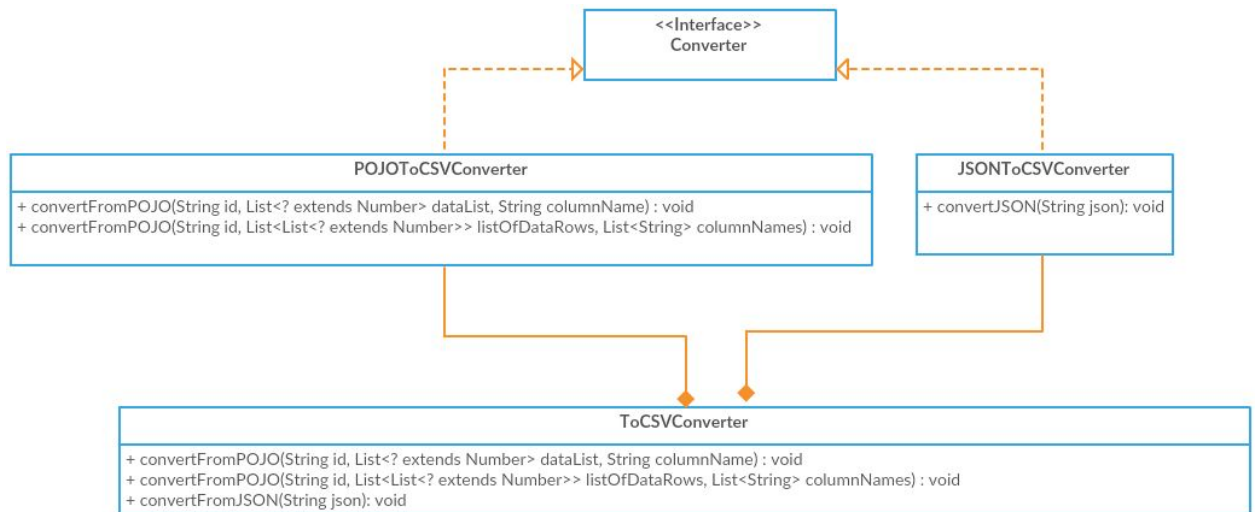 <<Interface>>
Converter
POJOToCSVConverter
+ convertFromPOJO(String id, List<? extends Number> dataList, String columnName) : void
+ convertFromPOJO(String id, List<List<? extends Number>> listOfDataRows, List<String> columnNames) : void
JSONToCSVConverter
+ convertJSON(String json): void
ToCSVConverter
+ convertFromPOJO(String id, List<? extends Number> dataList, String columnName) : void
+ convertFromPOJO(String id, List<List<? extends Number>> listOfDataRows, List<String> columnNames) : void
+ convertFromJSON(String json): void